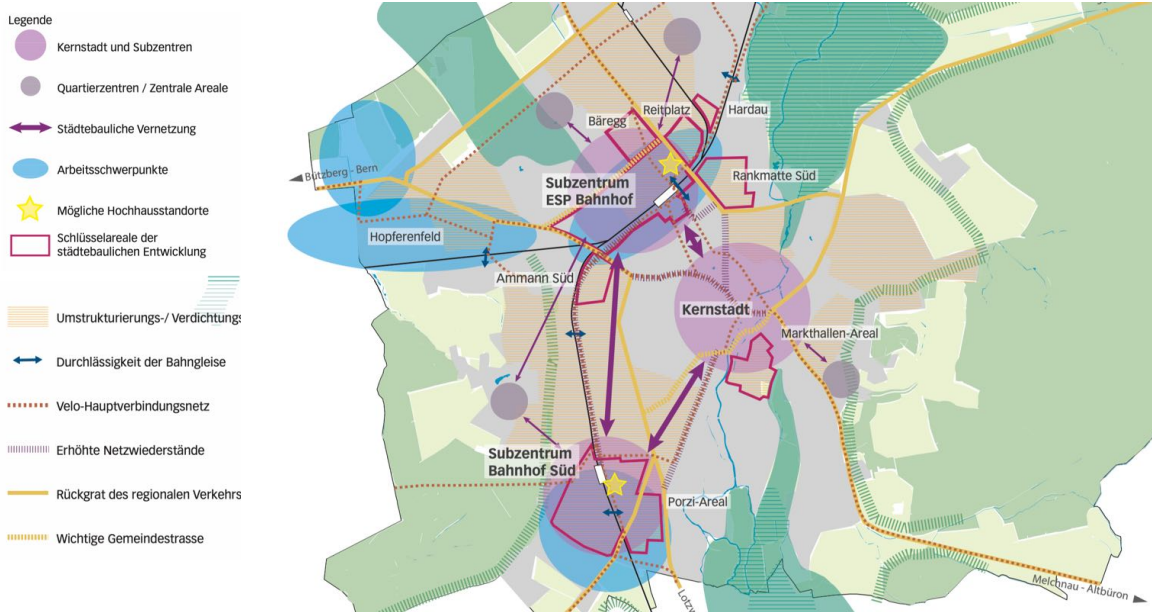 Legende
Kernstadt und Subzentren
Quartierzentren / Zentrale Areale
Städtebauliche Vernetzung
Arbeitsschwerpunkte
Mögliche Hochhausstandorte
Schlüsselareale der
städtebaulichen Entwicklung
Umstrukturierungs-/ Verdichtungs
Durchlässigkeit der Bahngleise
Velo-Hauptverbindungsnetz
Erhöhte Netzwiederstände
Rückgrat des regionalen Verkehrs
Wichtige Gemeindestrasse
Reitplatz
Hardau
Bäregg
Bützberg - Bern
Subzentrum
ESP Bahnhof
Rankmatte Süd
Hopferenfeld
Ammann Süd
Kernstadt
Markthallen-Areal
Subzentrum
Bahnhof Süd
Porzi-Areal
Melchnau - Altbüron
Lotzw